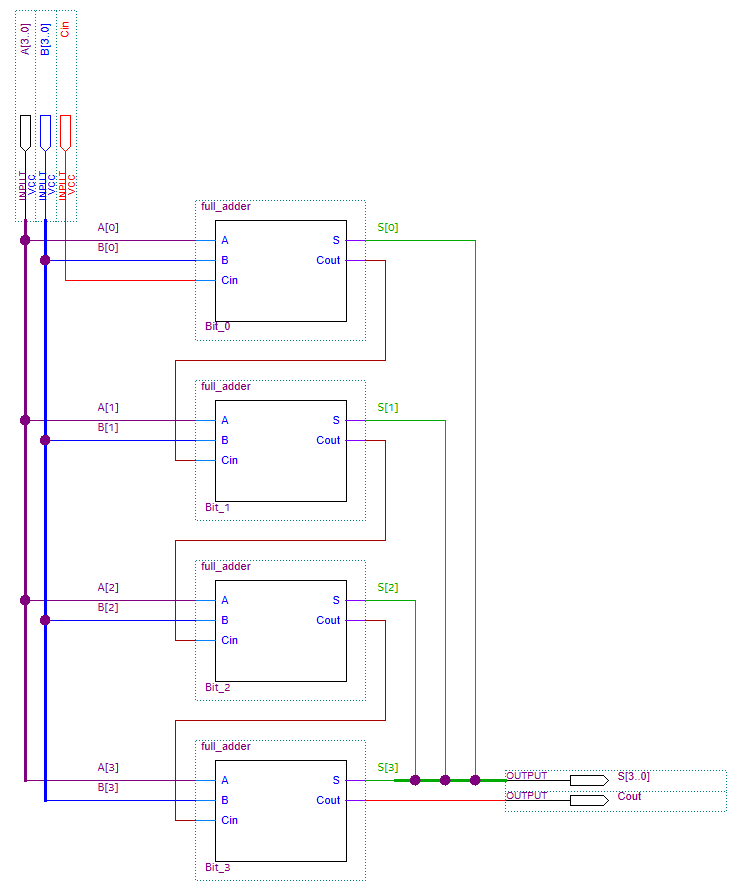 A[3..0]
B[3..0]
Cin
INPUT
VCC
INPUT
VCC
INPUT
VCC
full_adder
A[0]
B[0]
A
B
Cin
S
Cout
S[0]
Bit_0
full_adder
A[1]
B[1]
A
B
Cin
S
Cout
S[1]
Bit_1
full_adder
A[2]
B[2]
A
B
Cin
S
Cout
S[2]
Bit_2
full_adder
A[3]
B[3]
A
B
Cin
S
Cout
S[3]
Bit_3
OUTPUT
S[3..0]
OUTPUT
Cout